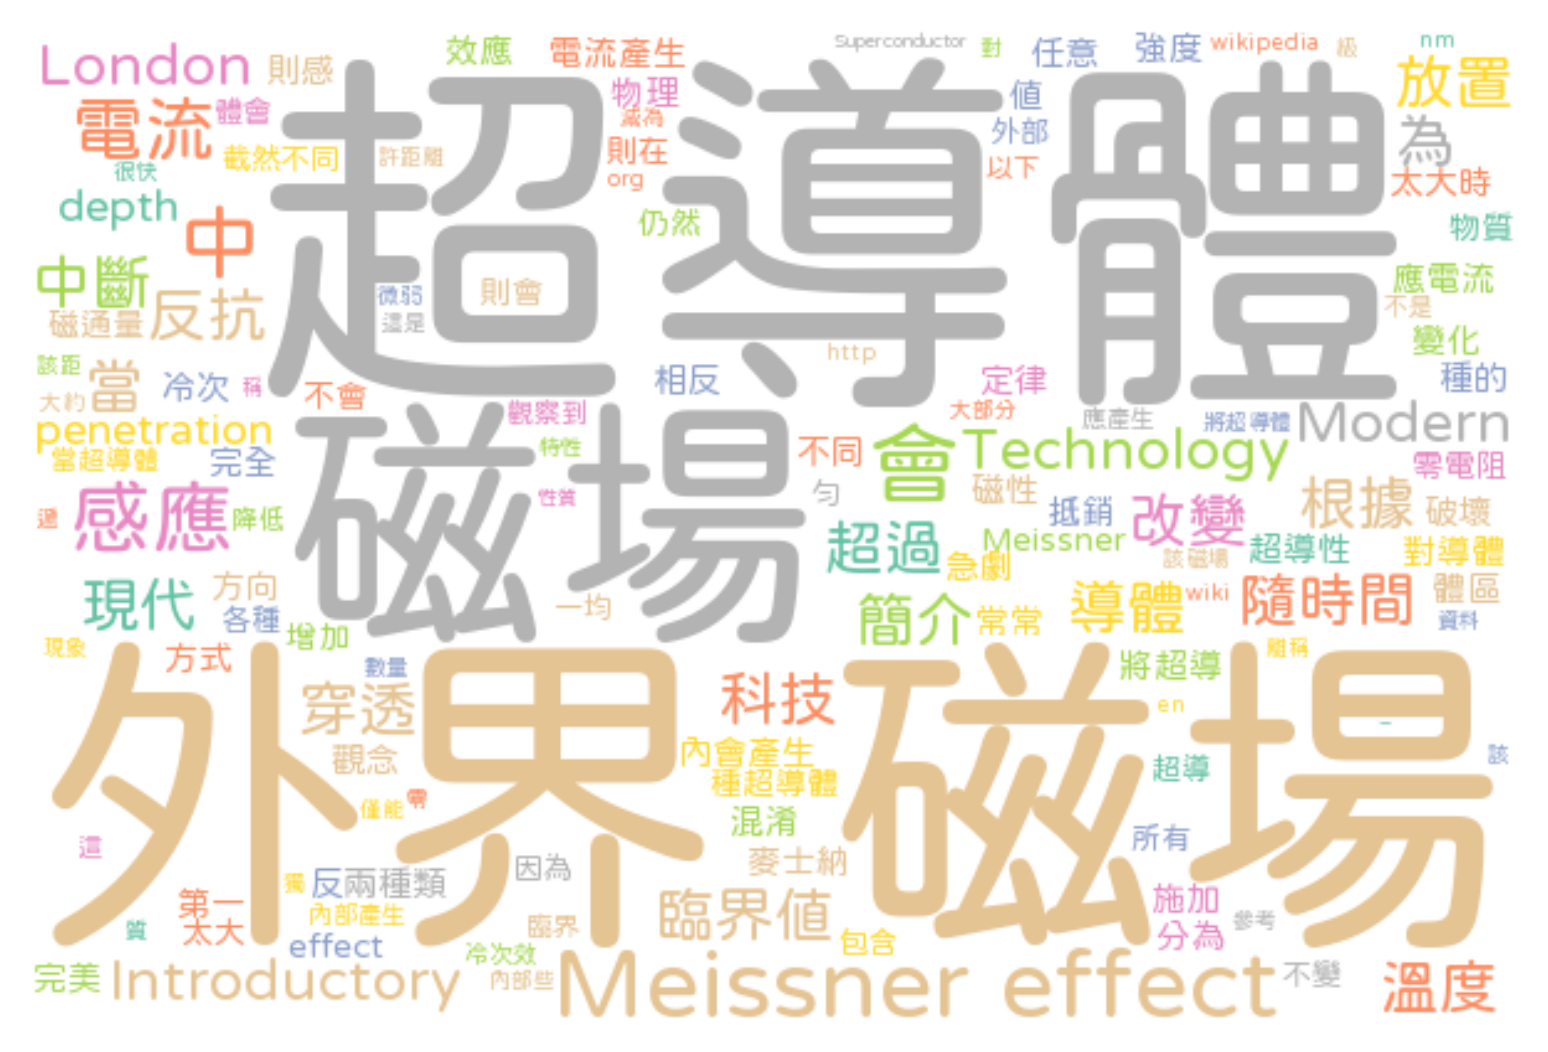 London
則感
效應
電流產生
Superconductor
對
任意
強度
wikipedia
級
nm
電流
體會
物理
減為
值
外部
放置
為
截然不同
許距離
則在
org
以下
太大時
很快
depth
中
仍然
物質
超導體
中斷
反抗
磁通量
微弱
這是
則會
應電流
不是
http
變化
該距
大約
當
冷次
稱
不會
相反
定律
種的
penetration
當超導體
完全
觀察到
特性
性質
大部分
應產生
將超導體
Modern
磁場
不同
會
Technology
零電阻
勻
磁性
感應
降低
抵銷
改變
根據
破壞
超過
急劇
Meissner
該磁場
超導性
對導體
現代
方向
各種
增加
一均
簡介
常常
導體
wiki
隨時間
體區
資料
現象
方式
數量
穿透
觀念
科技
將超導
離稱
en
外界磁場
內會產生
種超導體
超導
該
僅能
零
混淆
所有
這
麥士納
獨
反
兩種類
因為
第一
太大
內部產生
臨界
臨界值
施加
分為
參考
質
effect
包含
冷次效
完美
Introductory
內部些
Meissner effect
不變
溫度